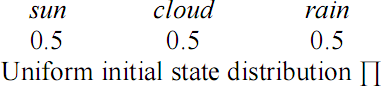 sun cloud rain
0.5 0.5 0.5
Uniform initial state distribution ∏